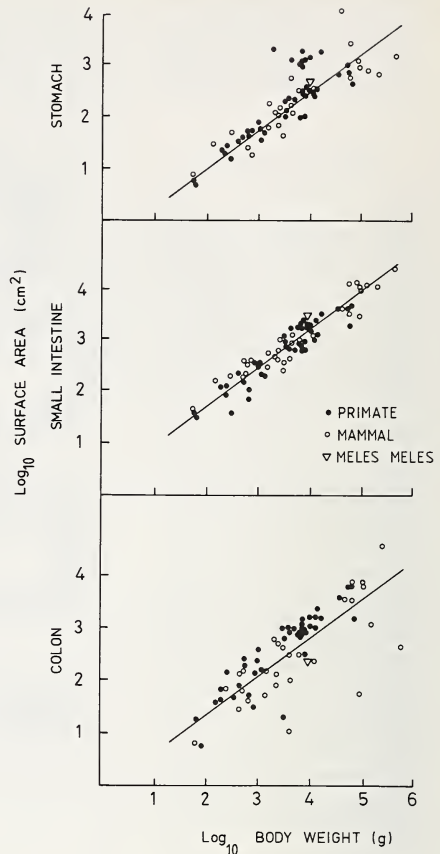 STOMACH
3
2
1
Log10 SURFACE AREA (cm²)
SMALL INTESTINE
4
3
2
1
• PRIMATE
○ MAMMAL
▽ MELES MELES
COLON
4
3
2
1
1 2 3 4 5 6
Log10 BODY WEIGHT (g)